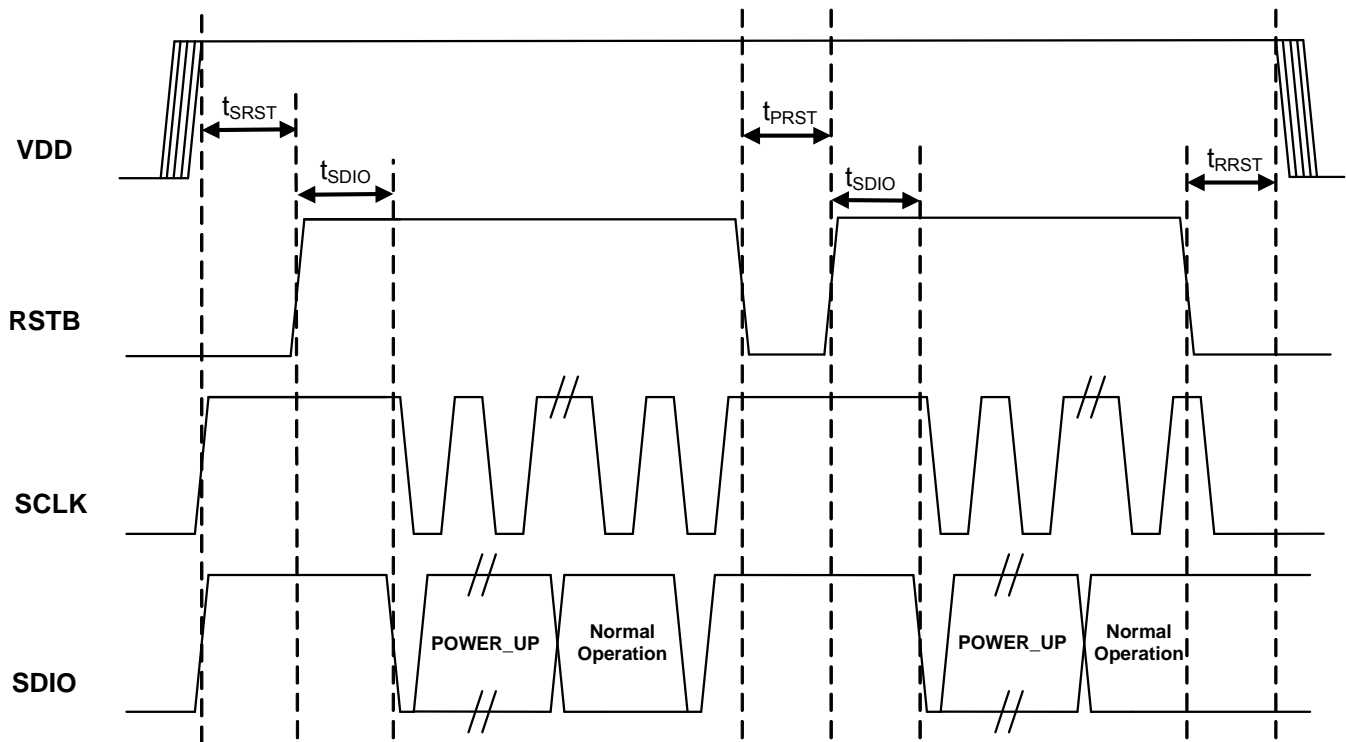 tSRST
tPRST
VDD
tSDIO
tSDIO
tRRST
RSTB
SCLK
POWER_UP
Normal
Operation
POWER_UP
Normal
Operation
SDIO